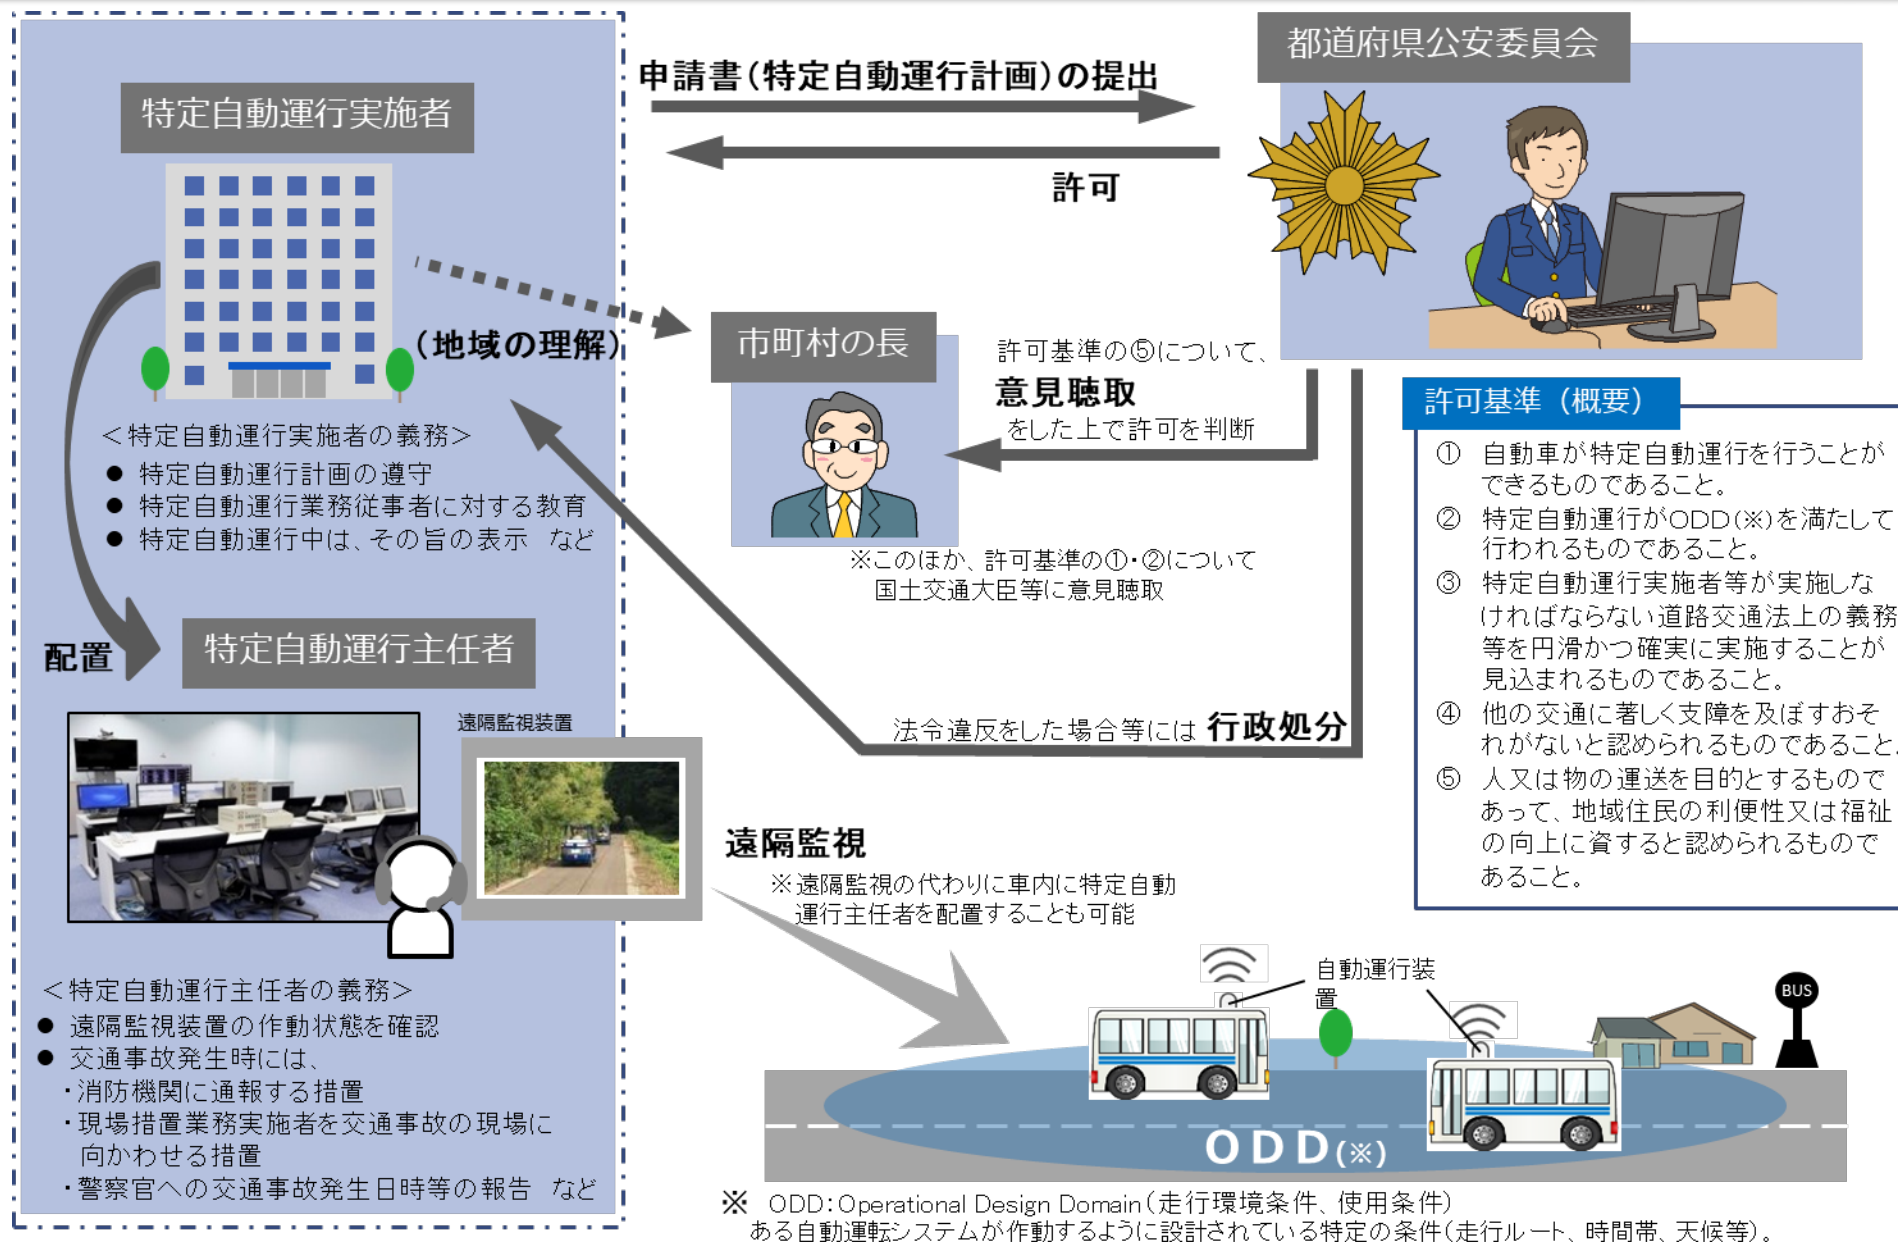 特定自動運行実施者
申請書(特定自動運行計画)の提出
許可
都道府県公安委員会
(地域の理解)
市町村の長
許可基準の⑤について、
意見聴取
をした上で許可を判断
※このほか、許可基準の①・②について
国土交通大臣等に意見聴取
<特定自動運行実施者の義務>
● 特定自動運行計画の遵守
● 特定自動運行業務従事者に対する教育
● 特定自動運行中は、その旨の表示 など
許可基準(概要)
① 自動車が特定自動運行を行うことが
できるものであること。
② 特定自動運行がODD(※)を満たして
行われるものであること。
③ 特定自動運行実施者等が実施しな
ければならない道路交通法上の義務
等を円滑かつ確実に実施することが
見込まれるものであること。
④ 他の交通に著しく支障を及ぼすおそ
れがないと認められるものであること。
⑤ 人又は物の運送を目的とするもので
あって、地域住民の利便性又は福祉
の向上に資すると認められるもので
あること。
配置
特定自動運行主任者
遠隔監視装置
法令違反をした場合等には 行政処分
遠隔監視
※遠隔監視の代わりに車内に特定自動
運行主任者を配置することも可能
<特定自動運行主任者の義務>
● 遠隔監視装置の作動状態を確認
● 交通事故発生時には、
・消防機関に通報する措置
・現場措置業務実施者を交通事故の現場に
向かわせる措置
・警察官への交通事故発生日時等の報告 など
自動運行装
置
BUS
ODD(※)
※ ODD:Operational Design Domain(走行環境条件、使用条件)
ある自動運転システムが作動するように設計されている特定の条件(走行ルート、時間帯、天候等)。